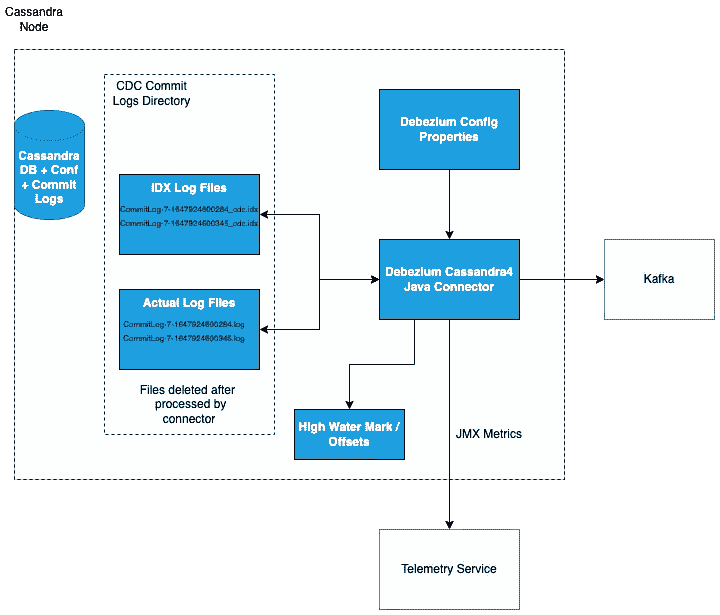 Cassandra
Node
CDC Commit
Logs Directory
Debezium Config
Properties
Cassandra
DB + Conf
+ Commit
Logs
IDX Log Files
CommitLog-7-1647924600284_cdc.idx
CommitLog-7-1647924600345_cdc.idx
Debezium Cassandra4
Java Connector
Kafka
Actual Log Files
CommitLog-7-1647924600284.log
CommitLog-7-1647924600345.log
Files deleted after
processed by
connector
High Water Mark /
Offsets
JMX Metrics
Telemetry Service